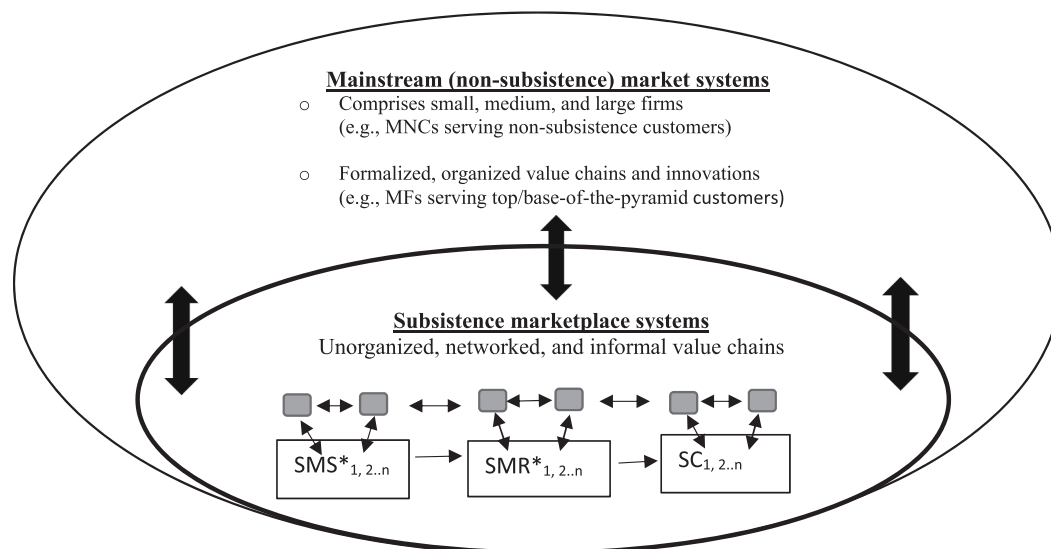 Mainstream (non-subsistence) market systems
o Comprises small, medium, and large firms
(e.g., MNCs serving non-subsistence customers)
o Formalized, organized value chains and innovations
(e.g., MFs serving top/base-of-the-pyramid customers)
Subsistence marketplace systems
Unorganized, networked, and informal value chains
SMS*1, 2..n SMR*1, 2..n SC1, 2..n